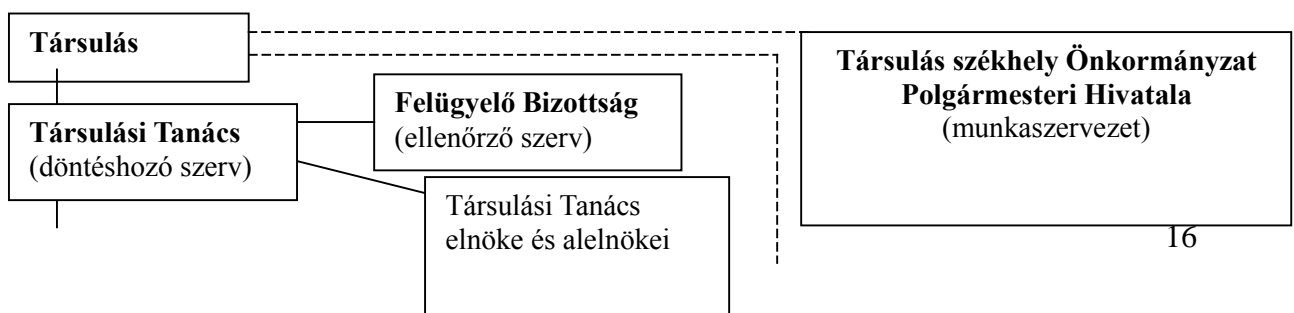 Társulás
Társulási Tanács
(döntéshozó szerv)
Felügyelő Bizottság
(ellenőrző szerv)
Társulási Tanács
elnöke és alelnökei
Társulás székhely Önkormányzat
Polgármesteri Hivatala
(munkaszervezet)
16